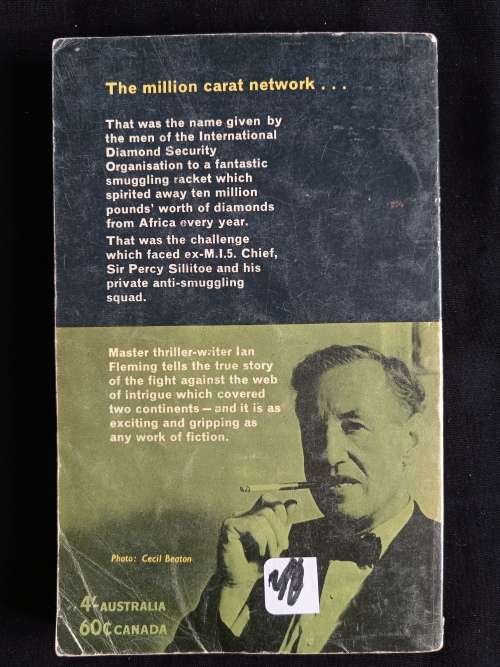 The million carat network . . .
That was the name given by
the men of the International
Diamond Security
Organisation to a fantastic
smuggling racket which
spirited away ten million
pounds' worth of diamonds
from Africa every year.
That was the challenge
which faced ex-M.I.5. Chief,
Sir Percy Sillitoe and his
private anti-smuggling
squad.
Master thriller-writer Ian
Fleming tells the true story
of the fight against the web
of intrigue which covered
two continents — and it is as
exciting and gripping as
any work of fiction.
Photo: Cecil Beaton
4/- AUSTRALIA
60¢ CANADA